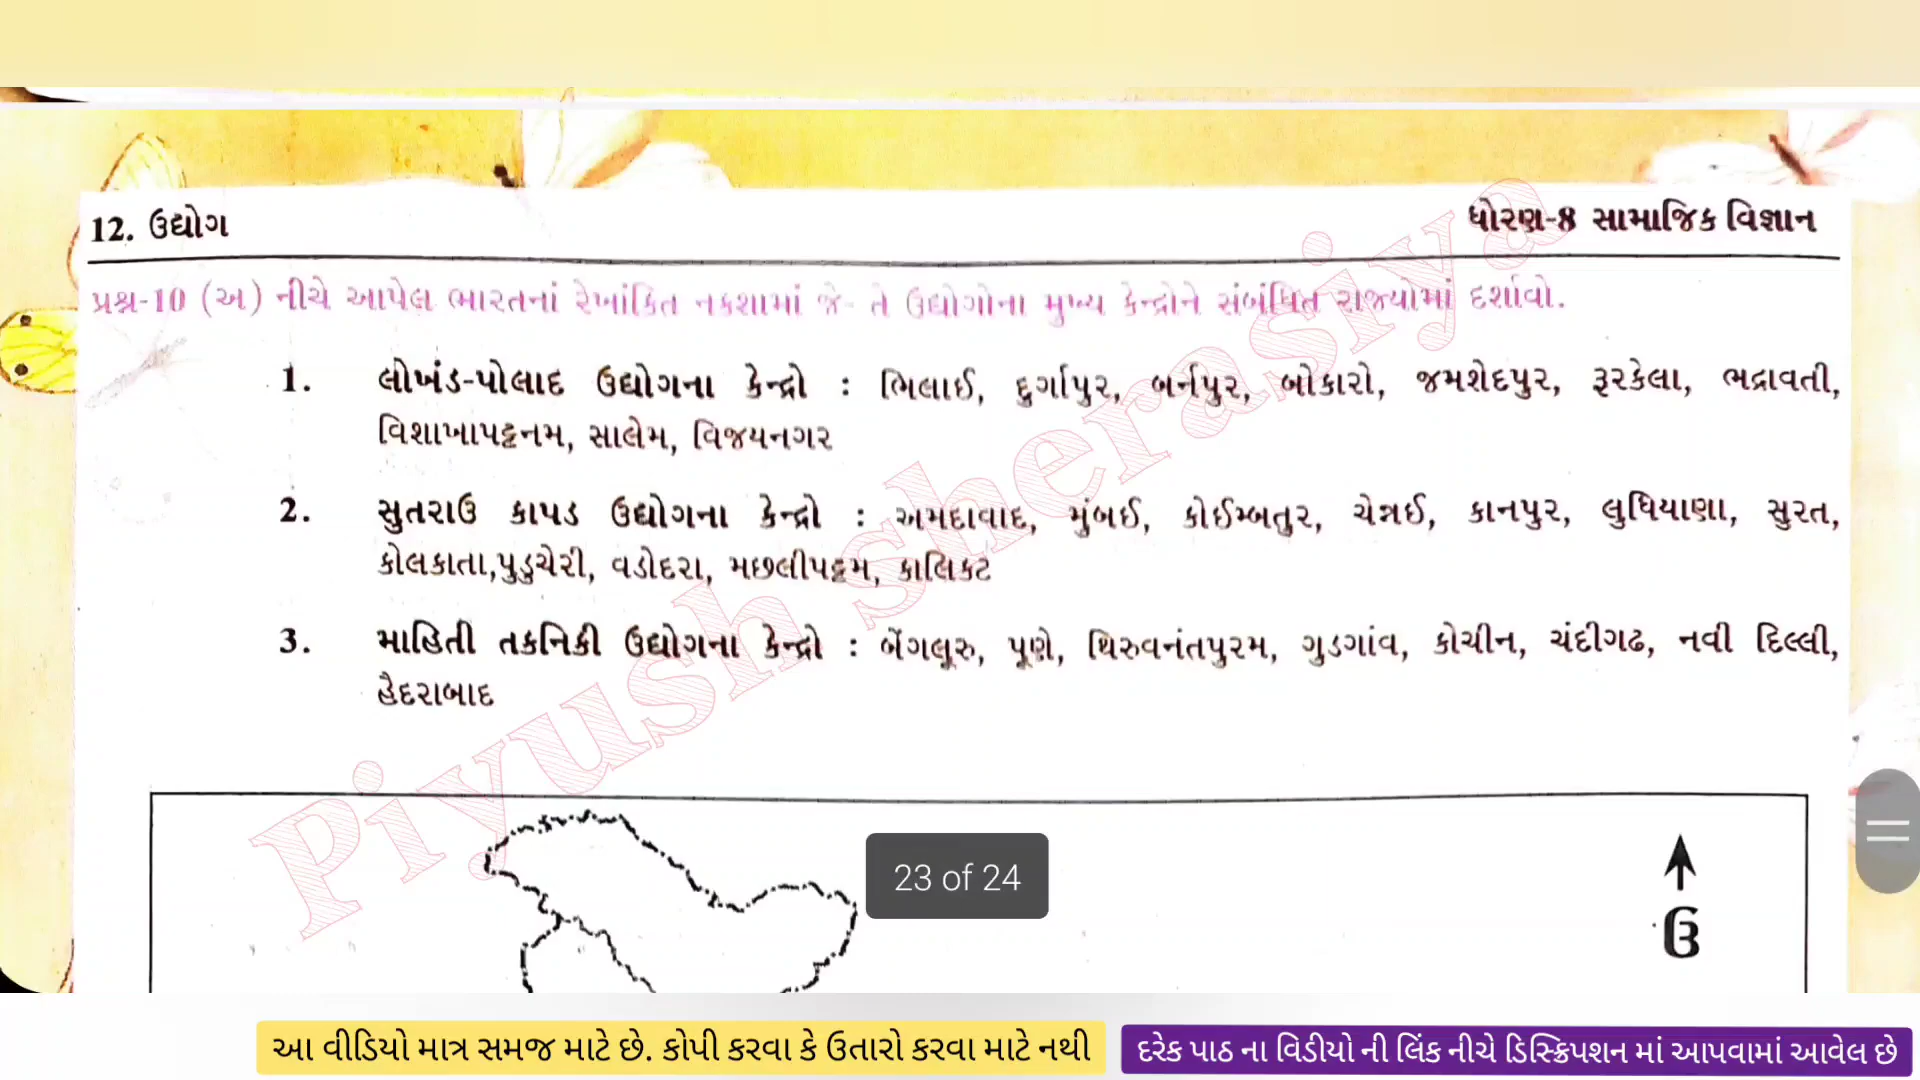 12. ઉદ્યોગ
ધોરણ-8 સામાજિક વિજ્ઞાન
પ્રશ્ન-10 (અ) નીચે આપેલ ભારતનાં રેખાંકિત નકશામાં જે- તે ઉદ્યોગોના મુખ્ય કેન્દ્રોને સંબંધિત રાજ્યોમાં દર્શાવો.
1. લોખંડ-પોલાદ ઉદ્યોગના કેન્દ્રો : ભિલાઈ, દુર્ગાપુર, બર્નપુર, બોકારો, જમશેદપુર, રૂરકેલા, ભદ્રાવતી,
વિશાખાપટ્ટનમ, સાલેમ, વિજયનગર
2. સુતરાઉ કાપડ ઉદ્યોગના કેન્દ્રો : અમદાવાદ, મુંબઈ, કોઈમ્બતુર, ચેન્નઈ, કાનપુર, લુધિયાણા, સુરત,
કોલકાતા,પુડુચેરી, વડોદરા, મછલીપટ્ટમ, કાલિકટ
3. માહિતી તકનિકી ઉદ્યોગના કેન્દ્રો : બેંગલૂરુ, પૂણે, થિરુવનંતપુરમ, ગુડગાંવ, કોચીન, ચંદીગઢ, નવી દિલ્લી,
હૈદરાબાદ
Piyush sherasiya
23 of 24
ઉ
આ વીડિયો માત્ર સમજ માટે છે. કોપી કરવા કે ઉતારો કરવા માટે નથી
દરેક પાઠ ના વિડીયો ની લિંક નીચે ડિસ્ક્રિપશન માં આપવામાં આવેલ છે